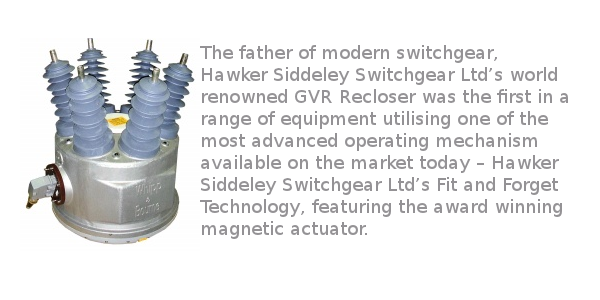 The father of modern switchgear,
Hawker Siddeley Switchgear Ltd’s world
renowned GVR Recloser was the first in a
range of equipment utilising one of the
most advanced operating mechanism
available on the market today – Hawker
Siddeley Switchgear Ltd’s Fit and Forget
Technology, featuring the award winning
magnetic actuator.
Whipp
&
Bourne